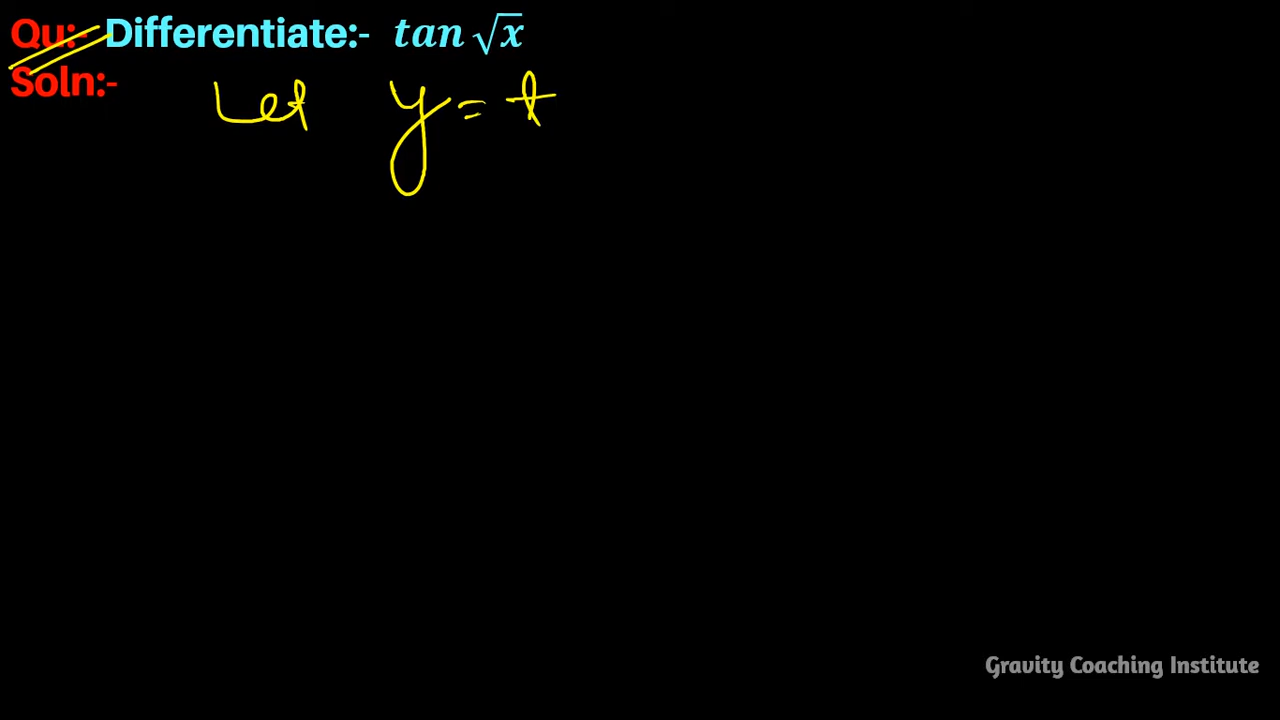 Qu:- Differentiate:- tan √x
Soln:- Let y = t
Gravity Coaching Institute